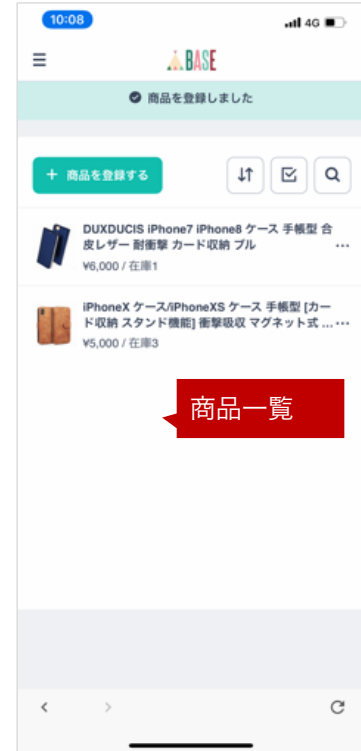 10:08
4G
BASE
商品を登録しました
+ 商品を登録する
DUXDUCIS iPhone7 iPhone8 ケース 手帳型 合
皮レザー 耐衝撃 カード収納 ブル
...
¥6,000 / 在庫1
iPhoneX ケース/iPhoneXS ケース 手帳型 [カー
ド収納 スタンド機能] 衝撃吸収 マグネット式 ...
...
¥5,000 / 在庫3
商品一覧